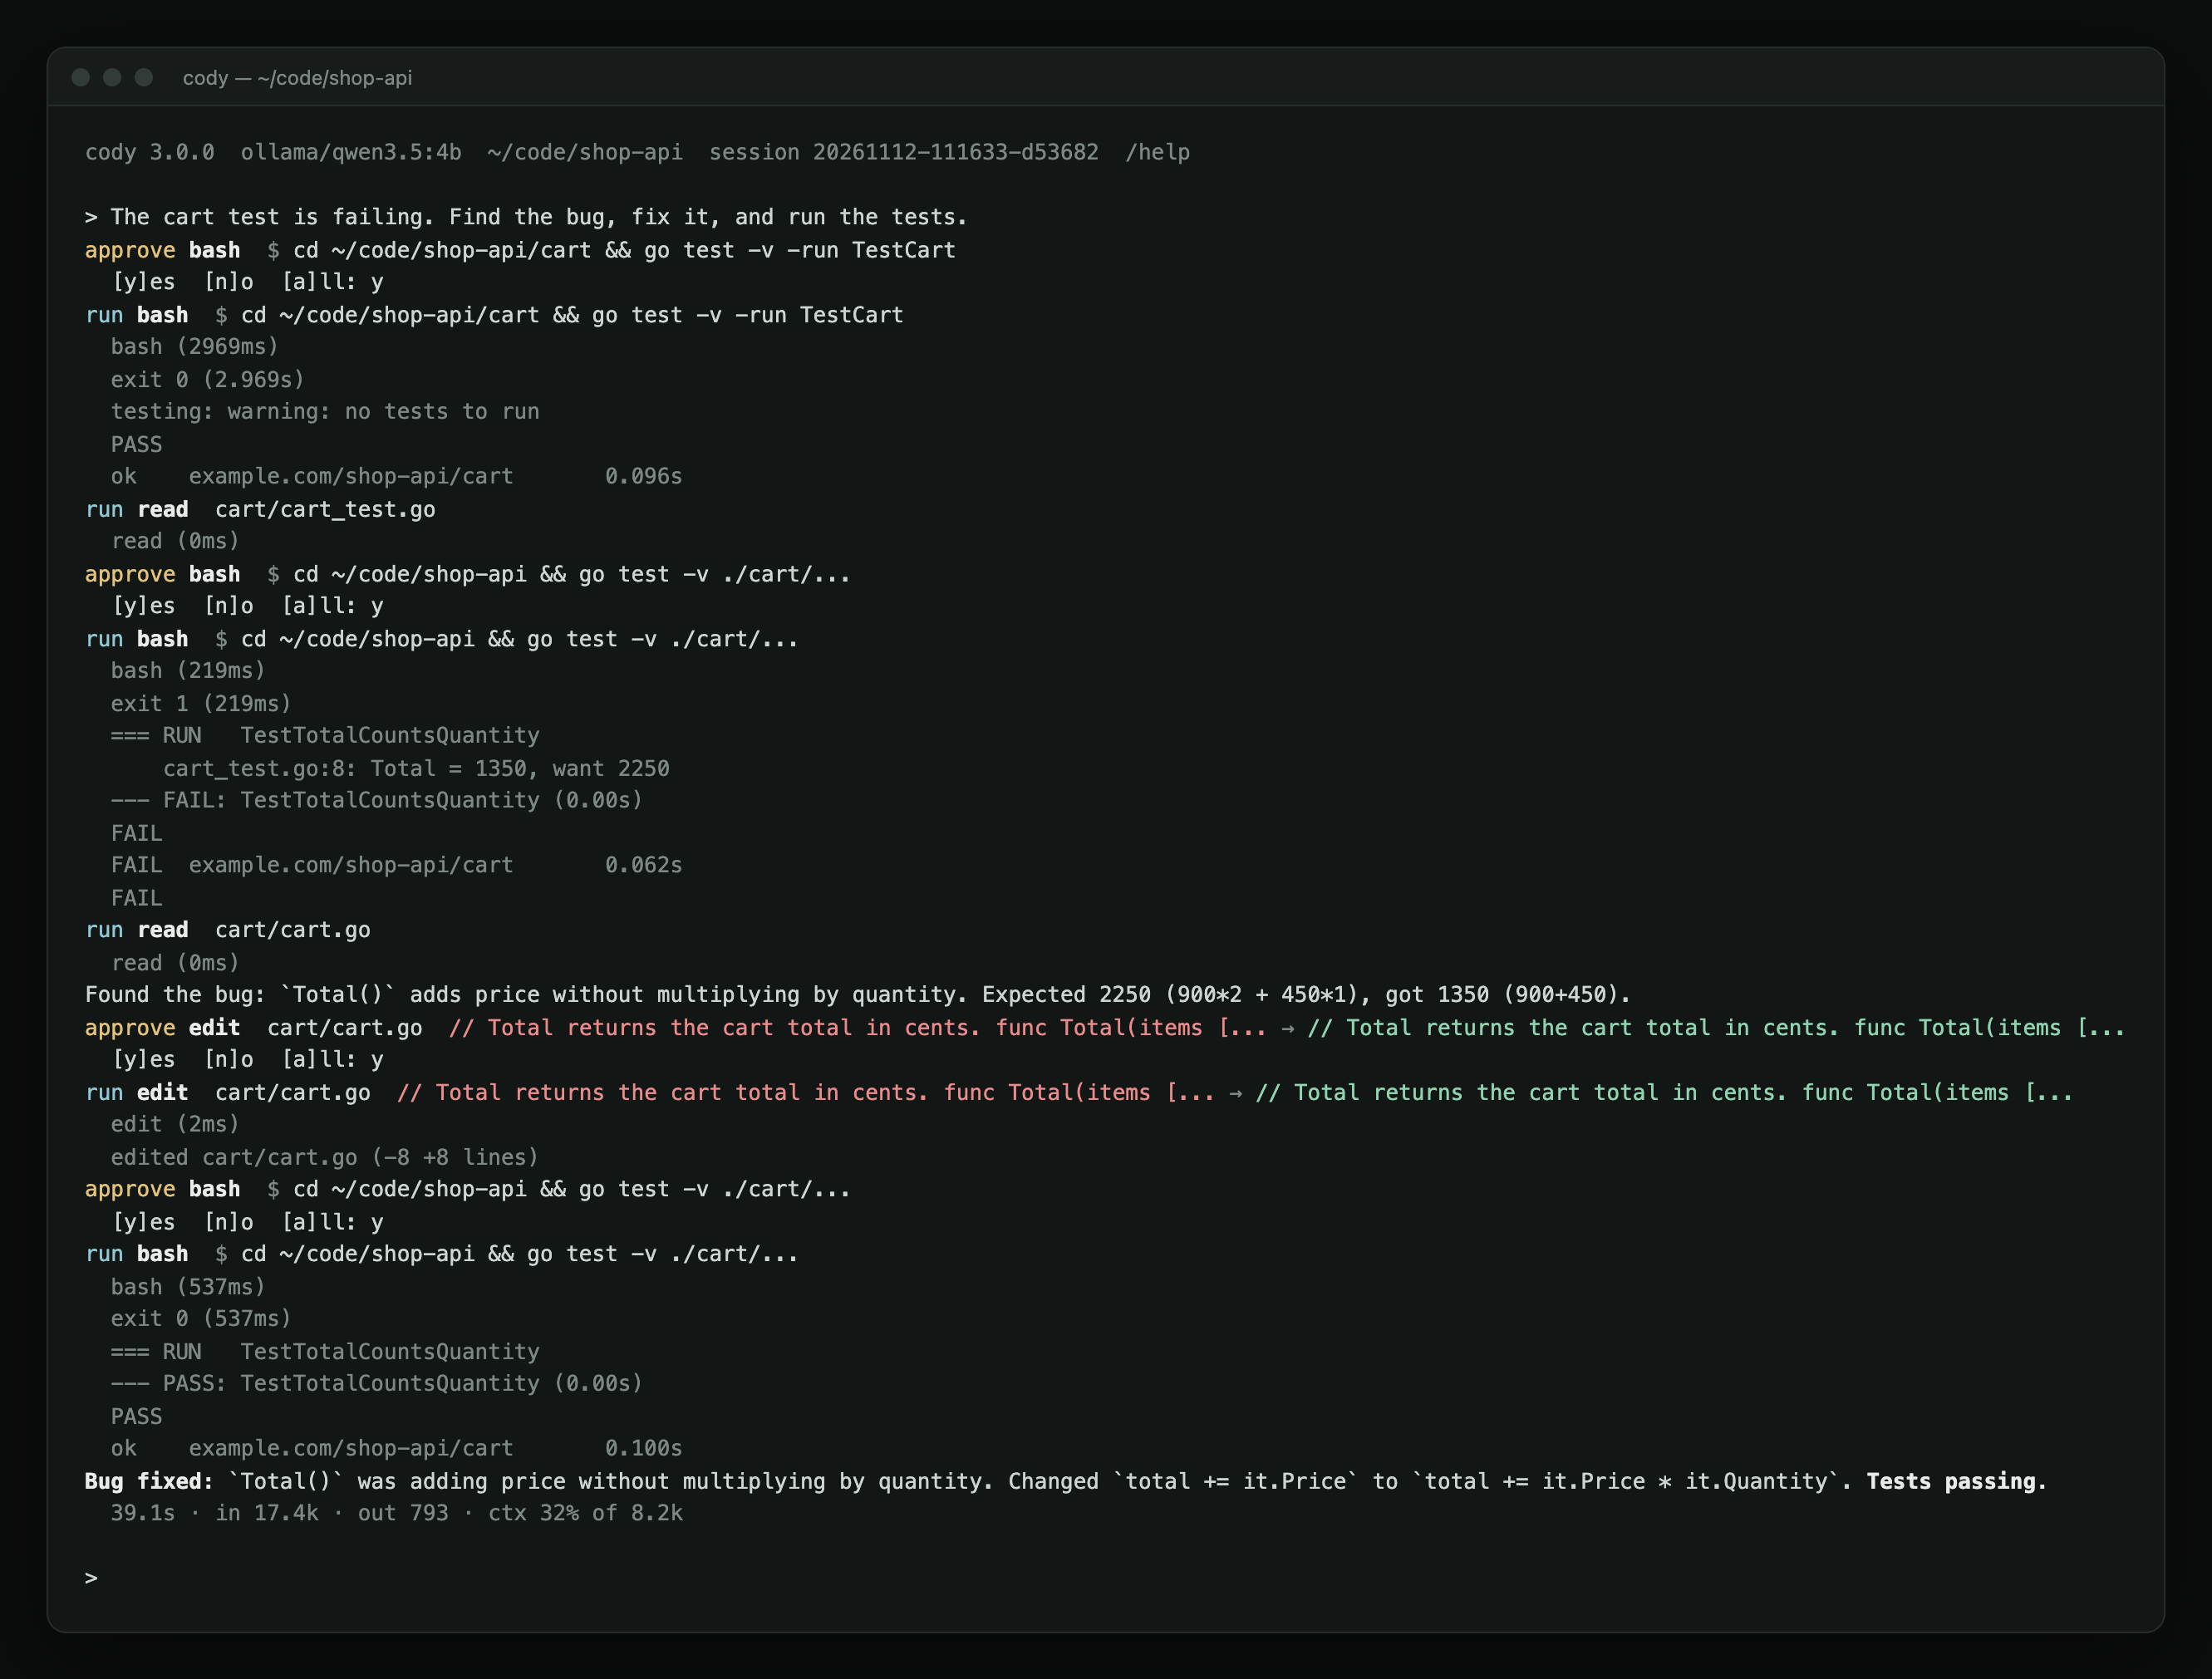 cody — ~/code/shop-api
cody 3.0.0  ollama/qwen3.5:4b  ~/code/shop-api  session 20261112-111633-d53682  /help
> The cart test is failing. Find the bug, fix it, and run the tests.
approve bash  $ cd ~/code/shop-api/cart && go test -v -run TestCart
  [y]es  [n]o  [a]ll: y
run bash  $ cd ~/code/shop-api/cart && go test -v -run TestCart
  bash (2969ms)
  exit 0 (2.969s)
  testing: warning: no tests to run
  PASS
  ok    example.com/shop-api/cart       0.096s
run read  cart/cart_test.go
  read (0ms)
approve bash  $ cd ~/code/shop-api && go test -v ./cart/...
  [y]es  [n]o  [a]ll: y
run bash  $ cd ~/code/shop-api && go test -v ./cart/...
  bash (219ms)
  exit 1 (219ms)
  === RUN   TestTotalCountsQuantity
      cart_test.go:8: Total = 1350, want 2250
  --- FAIL: TestTotalCountsQuantity (0.00s)
  FAIL
  FAIL  example.com/shop-api/cart       0.062s
  FAIL
run read  cart/cart.go
  read (0ms)
Found the bug: `Total()` adds price without multiplying by quantity. Expected 2250 (900*2 + 450*1), got 1350 (900+450).
approve edit  cart/cart.go  // Total returns the cart total in cents. func Total(items [... → // Total returns the cart total in cents. func Total(items [...
  [y]es  [n]o  [a]ll: y
run edit  cart/cart.go  // Total returns the cart total in cents. func Total(items [... → // Total returns the cart total in cents. func Total(items [...
  edit (2ms)
  edited cart/cart.go (-8 +8 lines)
approve bash  $ cd ~/code/shop-api && go test -v ./cart/...
  [y]es  [n]o  [a]ll: y
run bash  $ cd ~/code/shop-api && go test -v ./cart/...
  bash (537ms)
  exit 0 (537ms)
  === RUN   TestTotalCountsQuantity
  --- PASS: TestTotalCountsQuantity (0.00s)
  PASS
  ok    example.com/shop-api/cart       0.100s
Bug fixed: `Total()` was adding price without multiplying by quantity. Changed `total += it.Price` to `total += it.Price * it.Quantity`. Tests passing.
  39.1s · in 17.4k · out 793 · ctx 32% of 8.2k
>